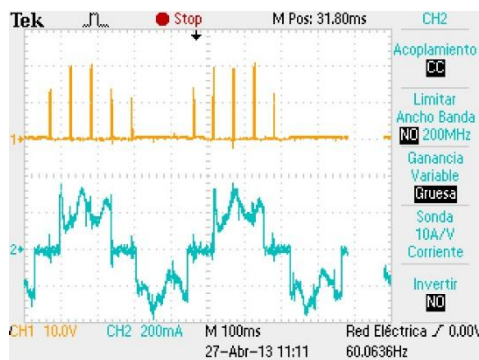 Tek
Stop
M Pos: 31.80ms
CH2
Acoplamiento
CC
Limitar
Ancho Banda
NO 200MHz
Ganancia
Variable
Gruesa
Sonda
10A/V
Corriente
Invertir
NO
1
2
CH1 10.0V
CH2 200mA
M 100ms
Red Eléctrica ∕ 0.00V
27-Abr-13 11:11
60.0636Hz